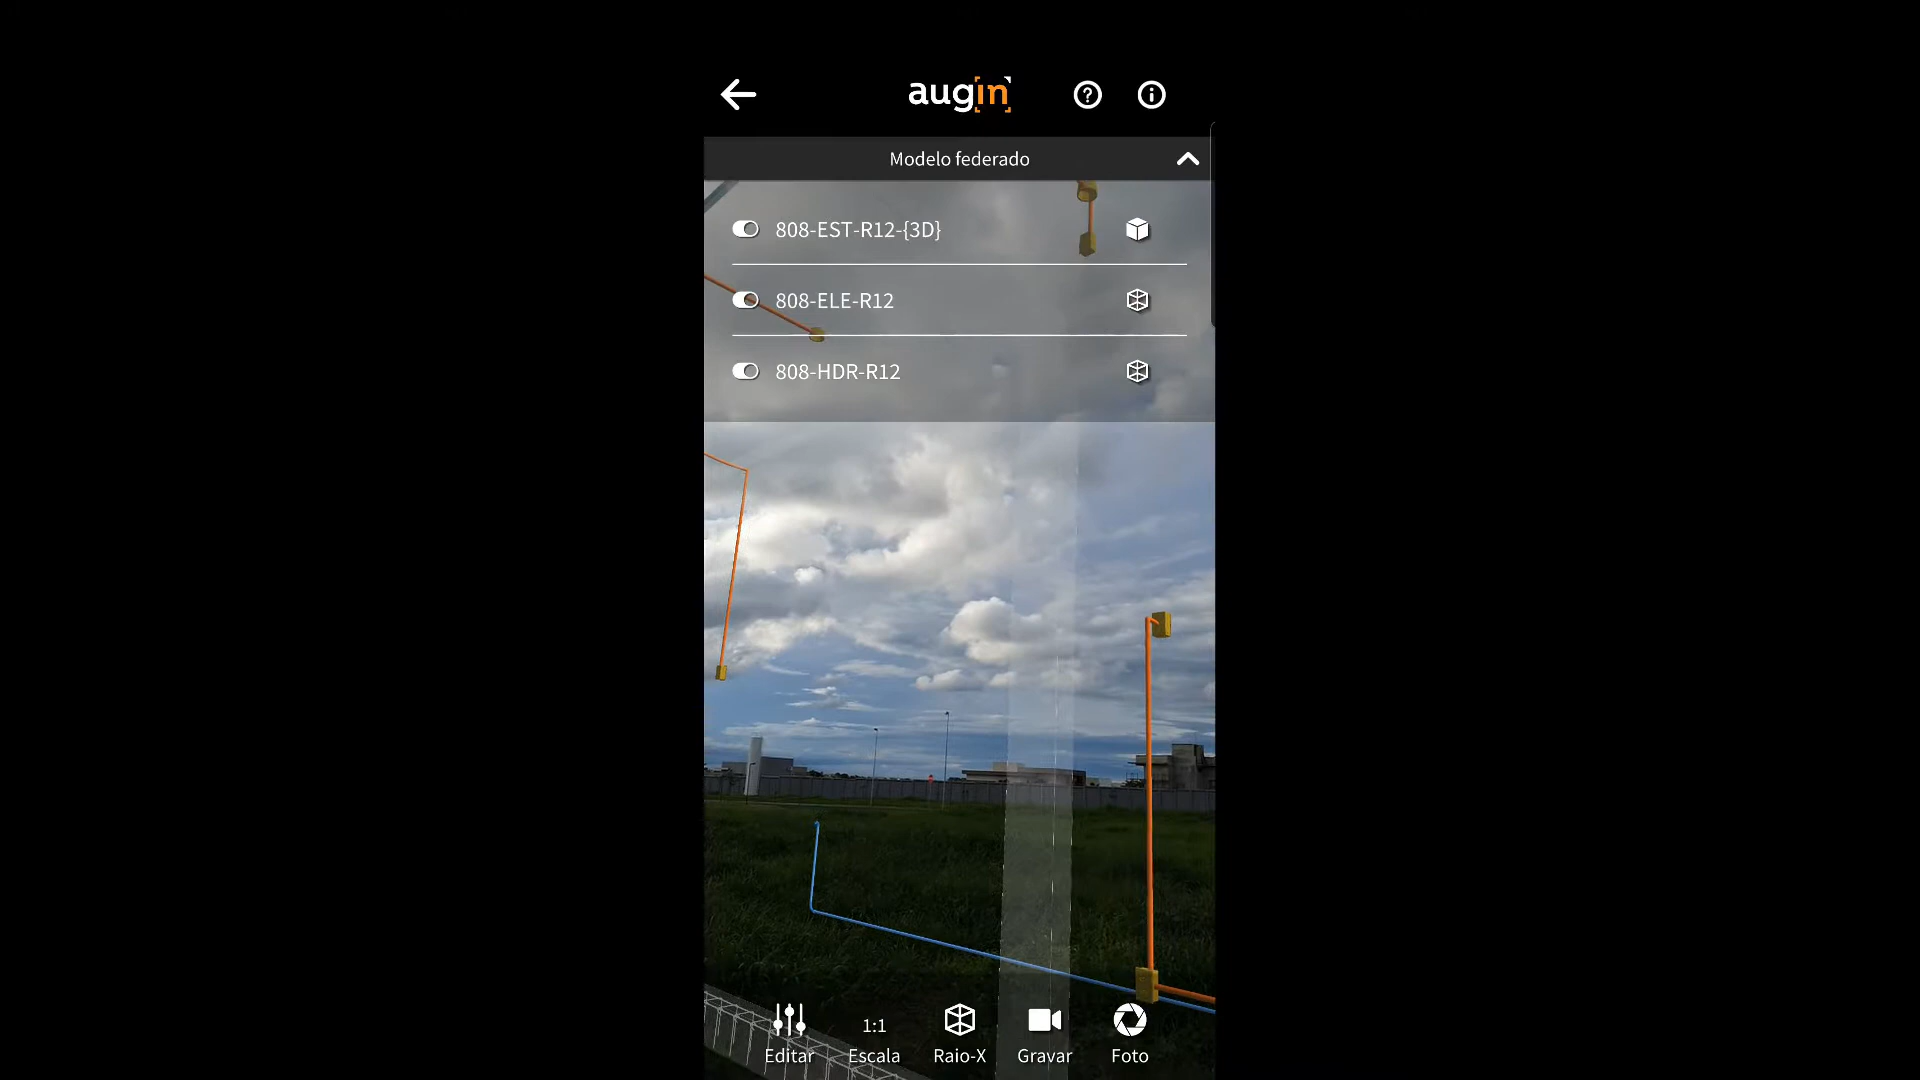 augin
Modelo federado
808-EST-R12-{3D}
808-ELE-R12
808-HDR-R12
Editar
1:1
Escala
Raio-X
Gravar
Foto